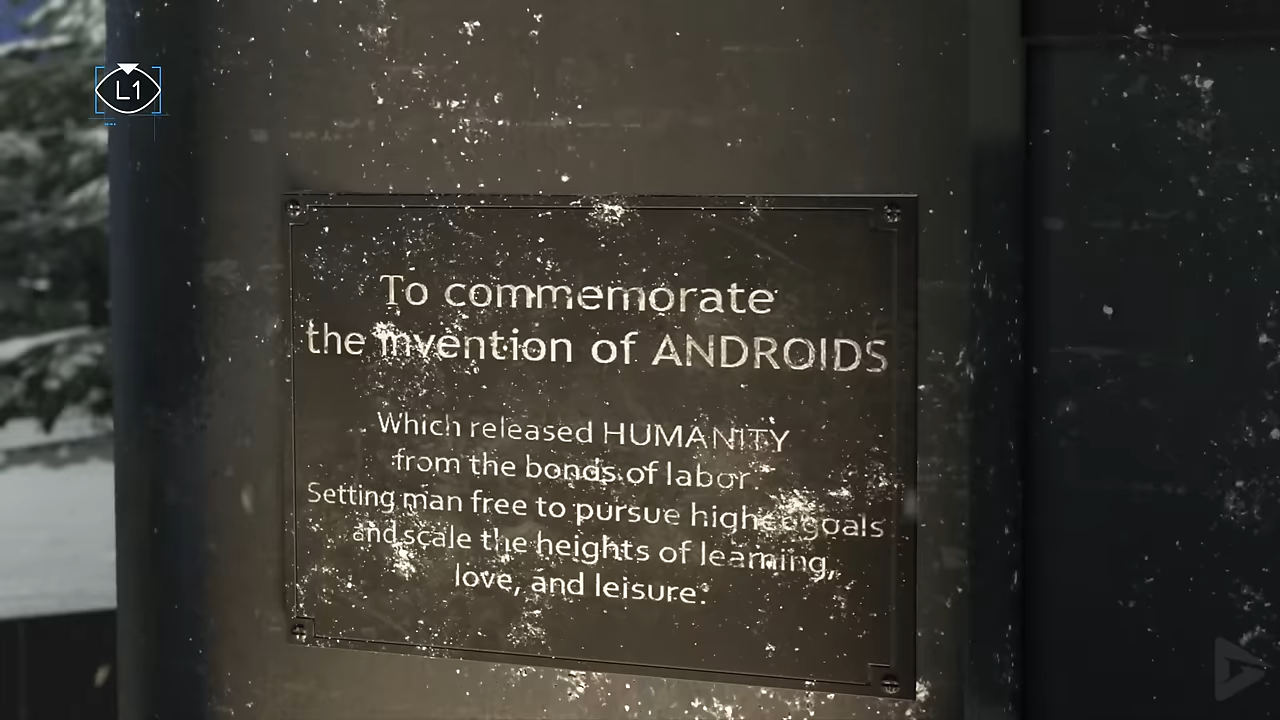 L1
To commemorate
the invention of ANDROIDS
Which released HUMANITY
from the bonds of labor.
Setting man free to pursue higher goals
and scale the heights of learning,
love, and leisure.